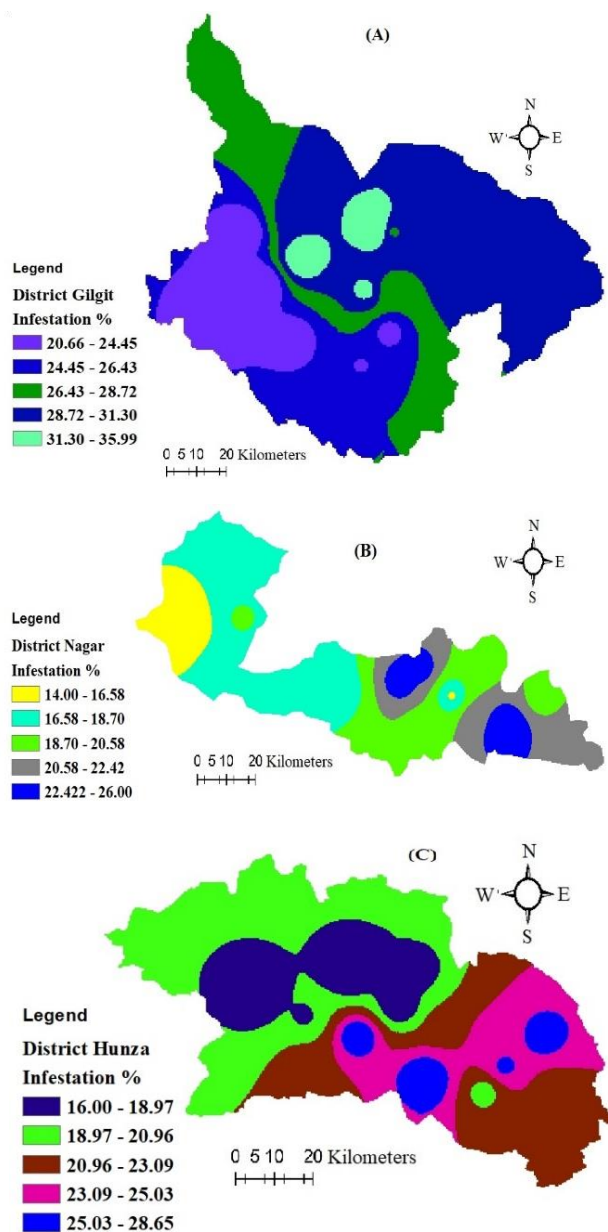 (A)
N
W E
S
Legend
District Gilgit
Infestation %
20.66 - 24.45
24.45 - 26.43
26.43 - 28.72
28.72 - 31.30
31.30 - 35.99
0 5 10 20 Kilometers
(B)
N
W E
S
Legend
District Nagar
Infestation %
14.00 - 16.58
16.58 - 18.70
18.70 - 20.58
20.58 - 22.42
22.422 - 26.00
0 5 10 20 Kilometers
(C)
N
W E
S
Legend
District Hunza
Infestation %
16.00 - 18.97
18.97 - 20.96
20.96 - 23.09
23.09 - 25.03
25.03 - 28.65
0 5 10 20 Kilometers